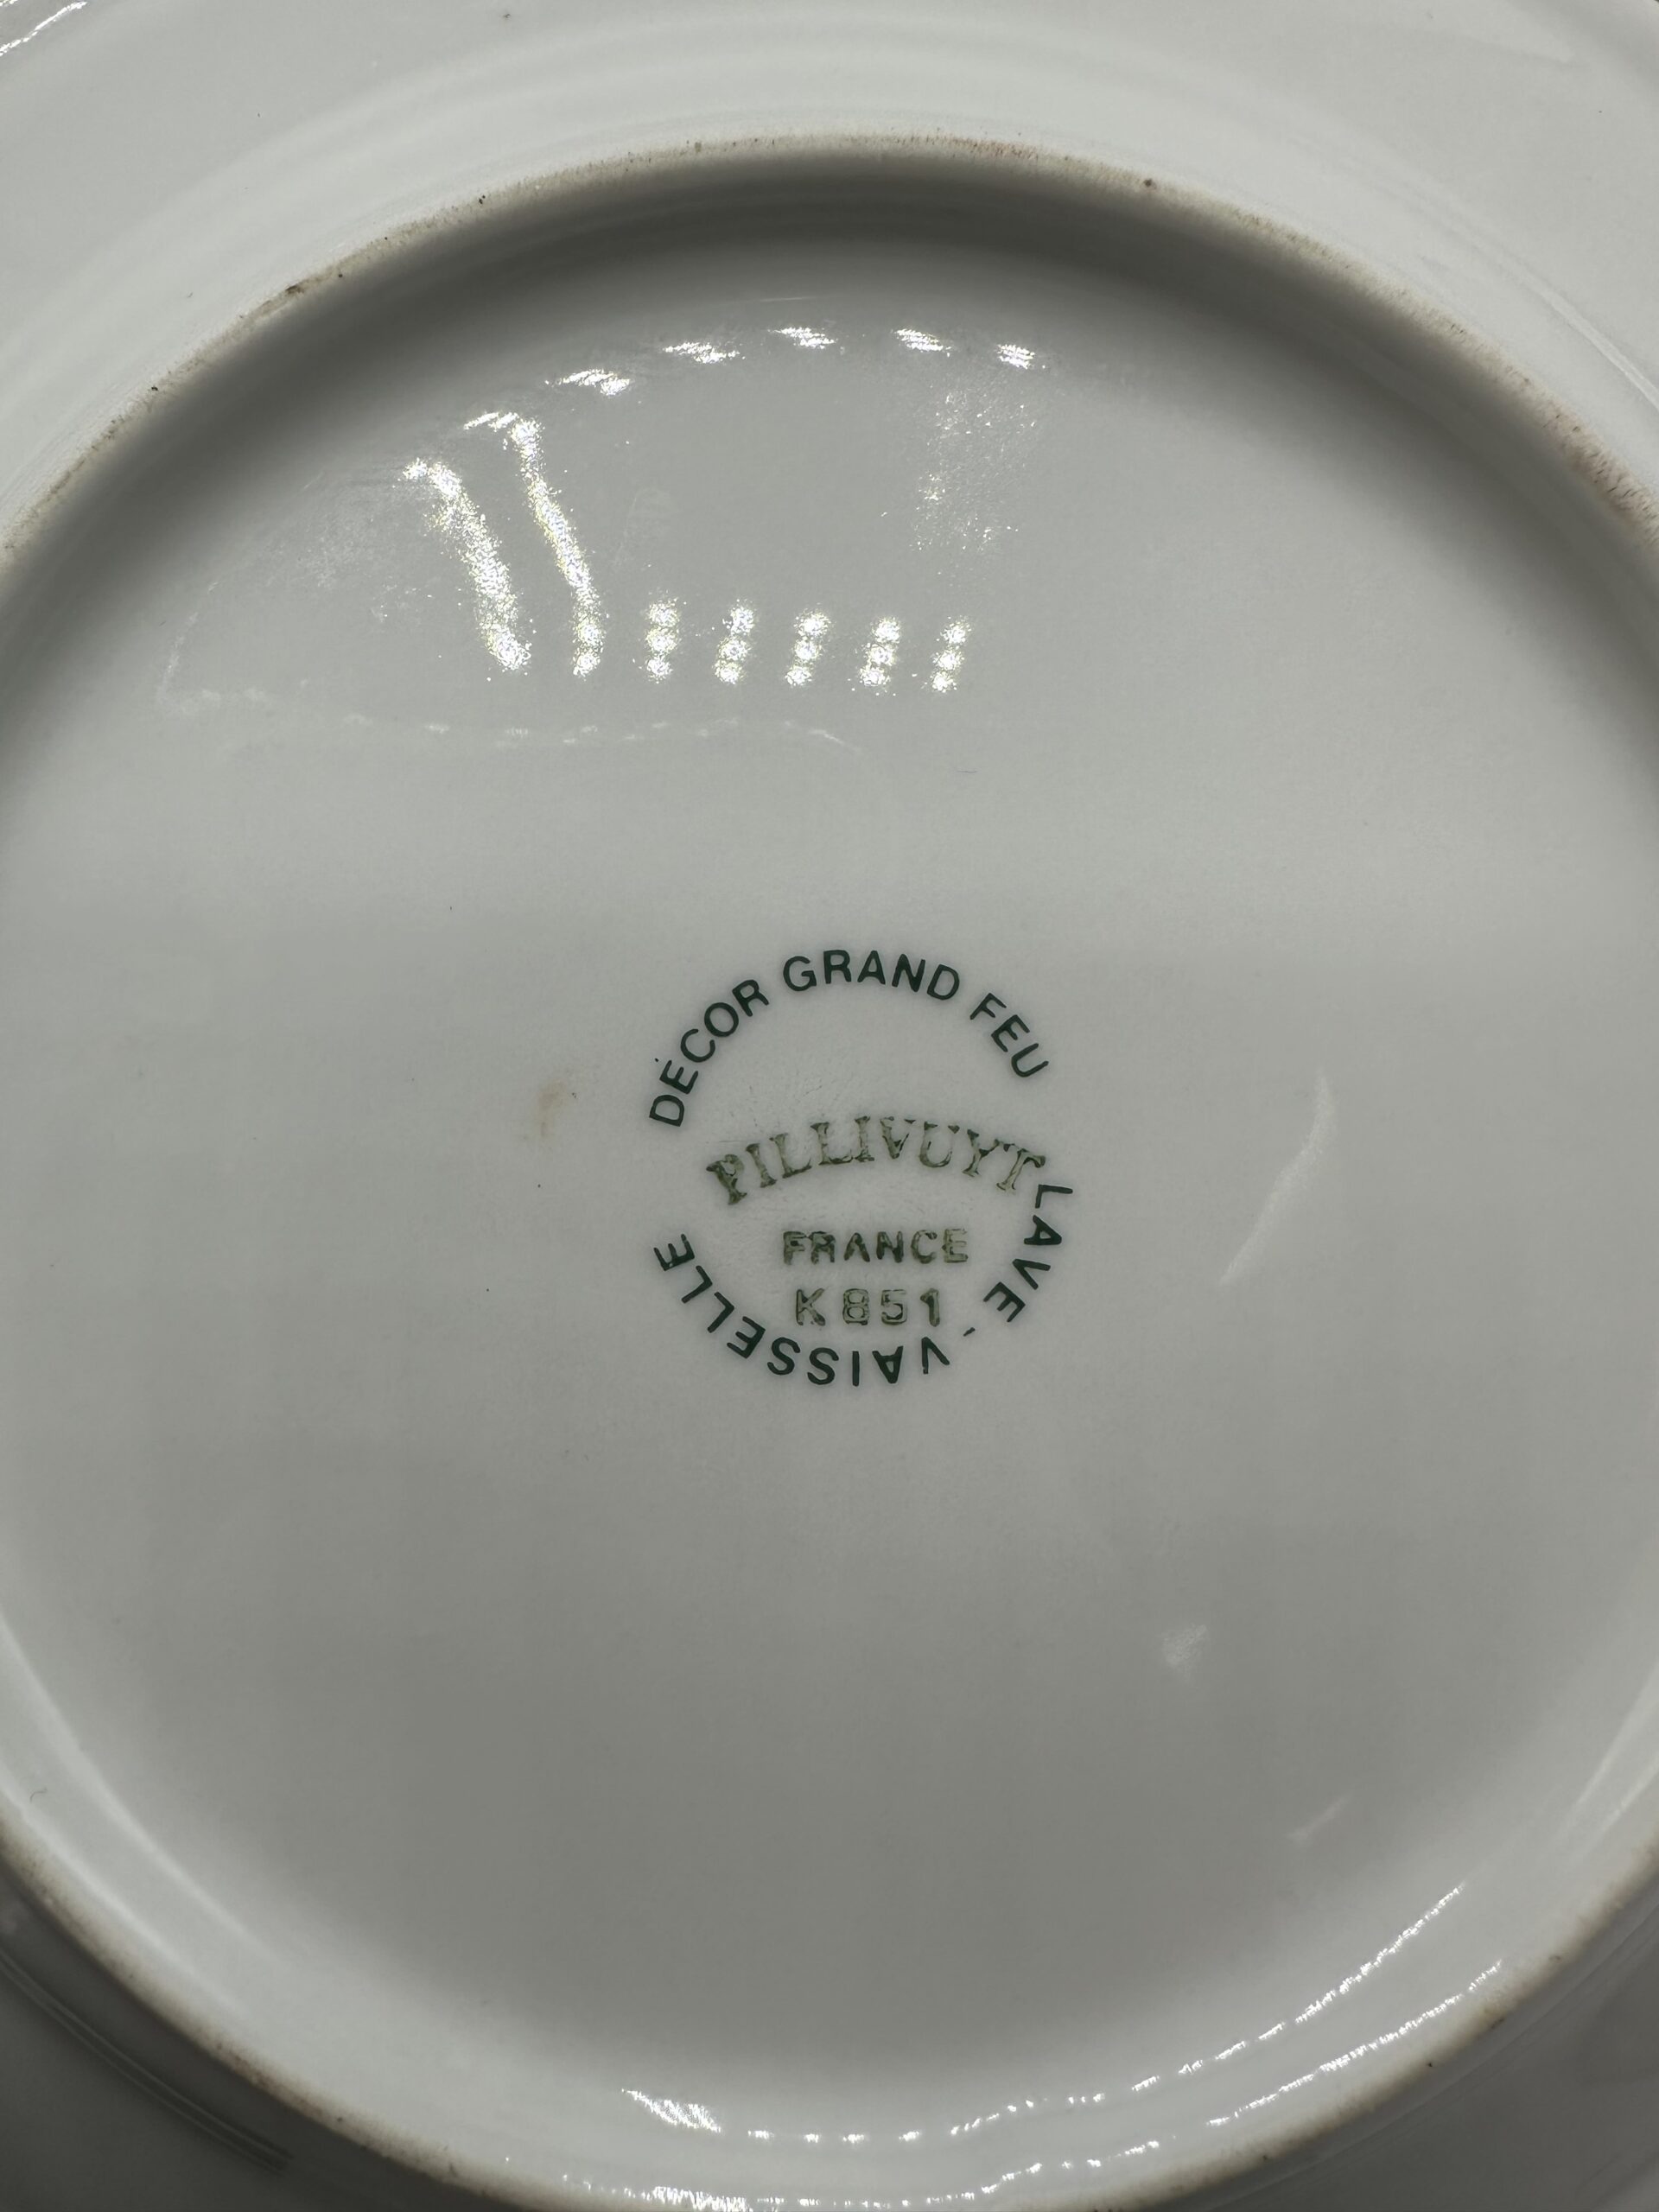 DÉCOR GRAND FEU
PILLIVUYT
FRANCE
K851
LAVE - VAISSELLE